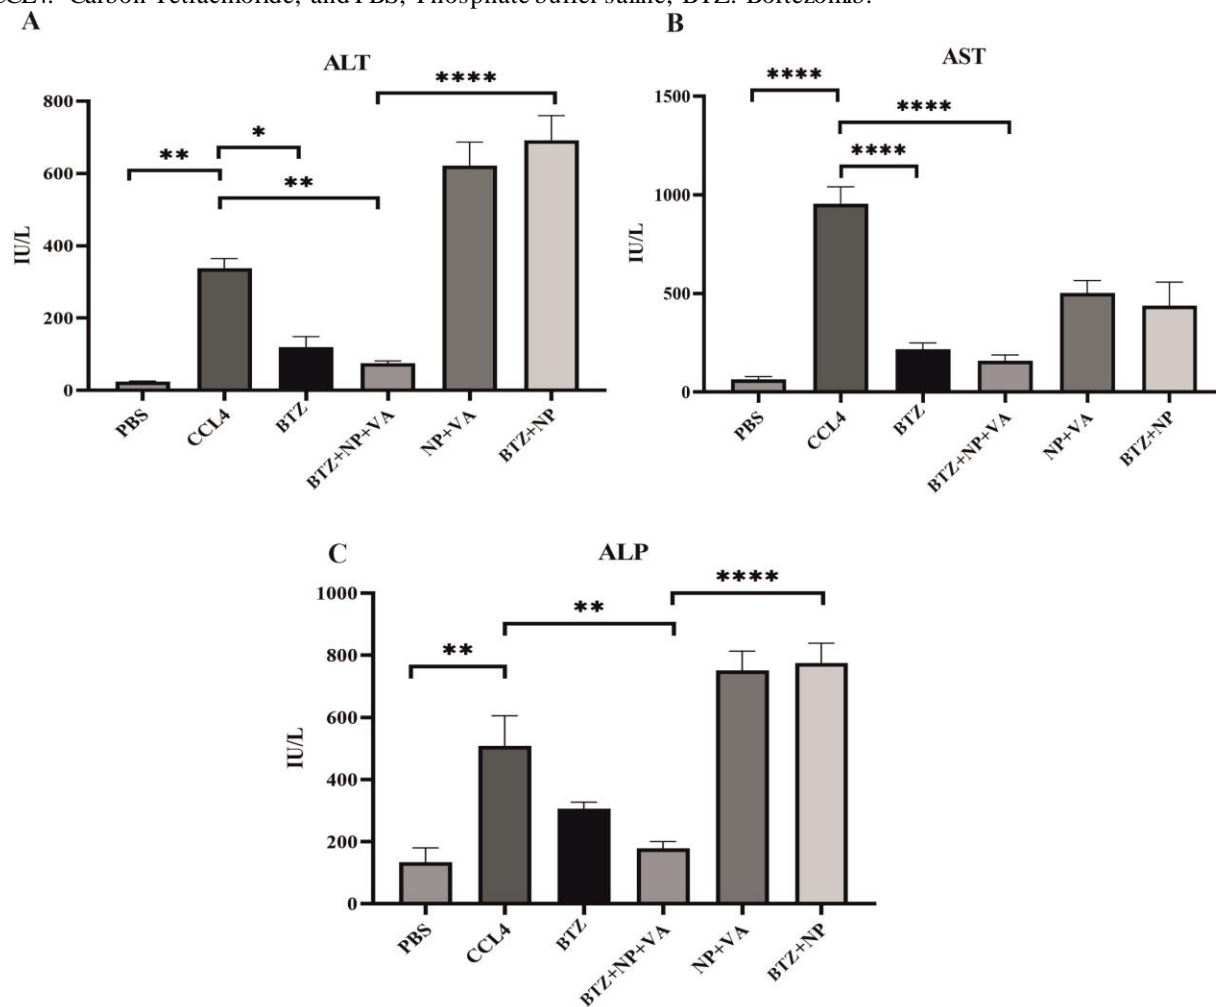 CCL4: Carbon Tetrachloride, and PBS; Phosphate buffer saline, BTZ: Bortezomib.
A
ALT
****
*
**
**
800
600
400
200
0
IU/L
PBS
CCL4
BTZ
BTZ+NP+VA
NP+VA
BTZ+NP
B
AST
****
****
****
1500
1000
500
0
IU/L
PBS
CCL4
BTZ
BTZ+NP+VA
NP+VA
BTZ+NP
C
ALP
****
**
**
1000
800
600
400
200
0
IU/L
PBS
CCL4
BTZ
BTZ+NP+VA
NP+VA
BTZ+NP